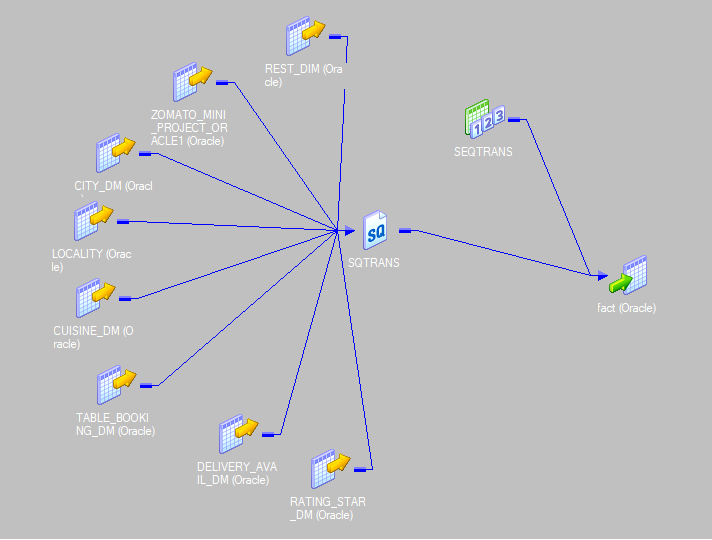 REST_DIM (Ora
cle)
ZOMATO_MINI
_PROJECT_OR
ACLE1 (Oracle)
123
SEQTRANS
CITY_DM (Oracl
LOCALITY (Orac
le)
SQ
SQTRANS
fact (Oracle)
CUISINE_DM (O
racle)
TABLE_BOOKI
NG_DM (Oracle)
DELIVERY_AVA
IL_DM (Oracle)
RATING_STAR
_DM (Oracle)